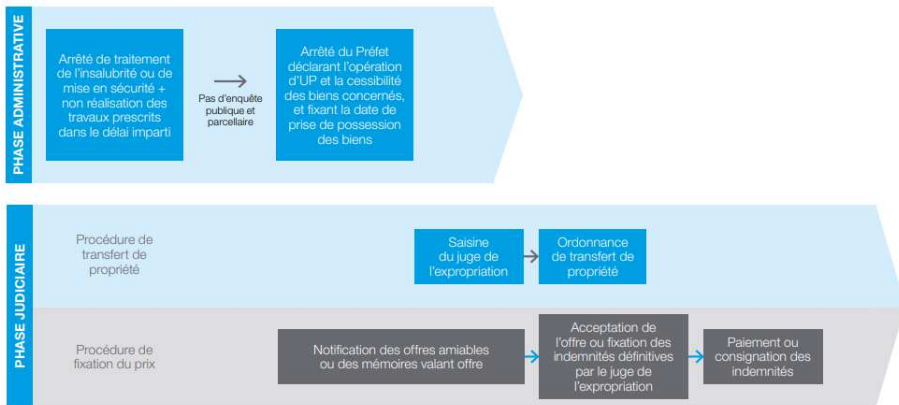 PHASE ADMINISTRATIVE
Arrêté de traitement
de l'insalubrité ou de
mise en sécurité +
non réalisation des
travaux prescrits
dans le délai imparti
Pas d'enquête
publique et
parcellaire
Arrêté du Préfet
déclarant l'opération
d'UP et la cessibilité
des biens concernés,
et fixant la date de
prise de possession
des biens
PHASE JUDICIAIRE
Procédure de
transfert de
propriété
Saisine
du juge de
l'expropriation
Ordonnance
de transfert de
propriété
Procédure de
fixation du prix
Notification des offres amiables
ou des mémoires valant offre
Acceptation de
l'offre ou fixation des
indemnités définitives
par le juge de
l'expropriation
Paiement ou
consignation des
indemnités